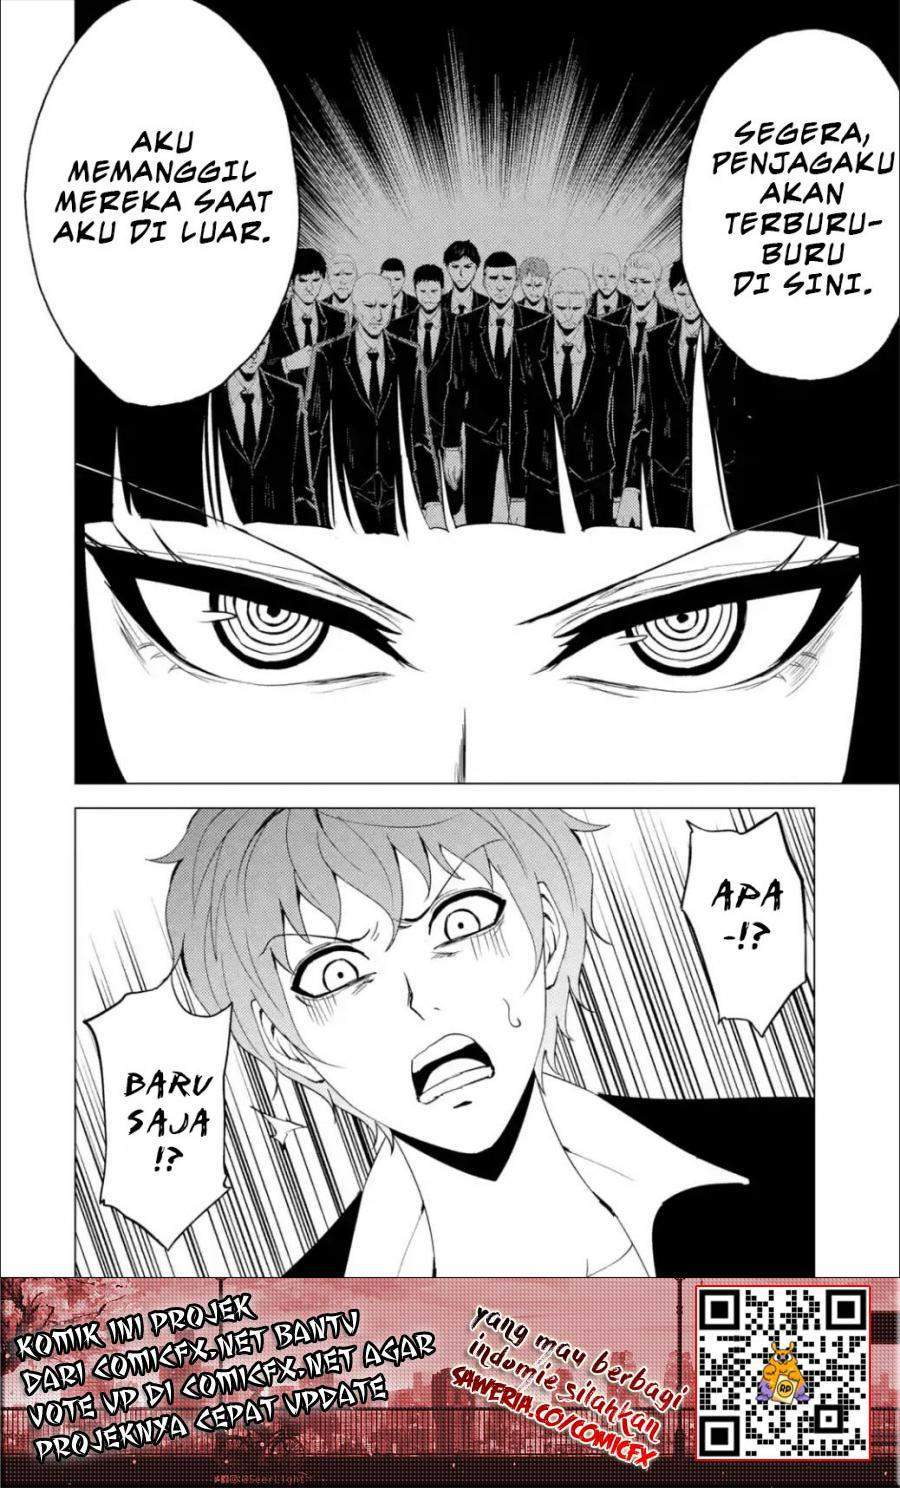 SEGERA,
PENJAGAKU
AKAN
TERBURU-
BURU
DI SINI.
AKU
MEMANGGIL
MEREKA SAAT
AKU DI LUAR.
APA
-!?
BARU
SAJA
!?
KOMIK INI PROJEK
DARI COMICFX.NET BANTU
VOTE UP DI COMICFX.NET AGAR
PROJEKNYA CEPAT UPDATE
yang mau berbagi
indomie silahkan
SAWERIA.CO/COMICFX
RP